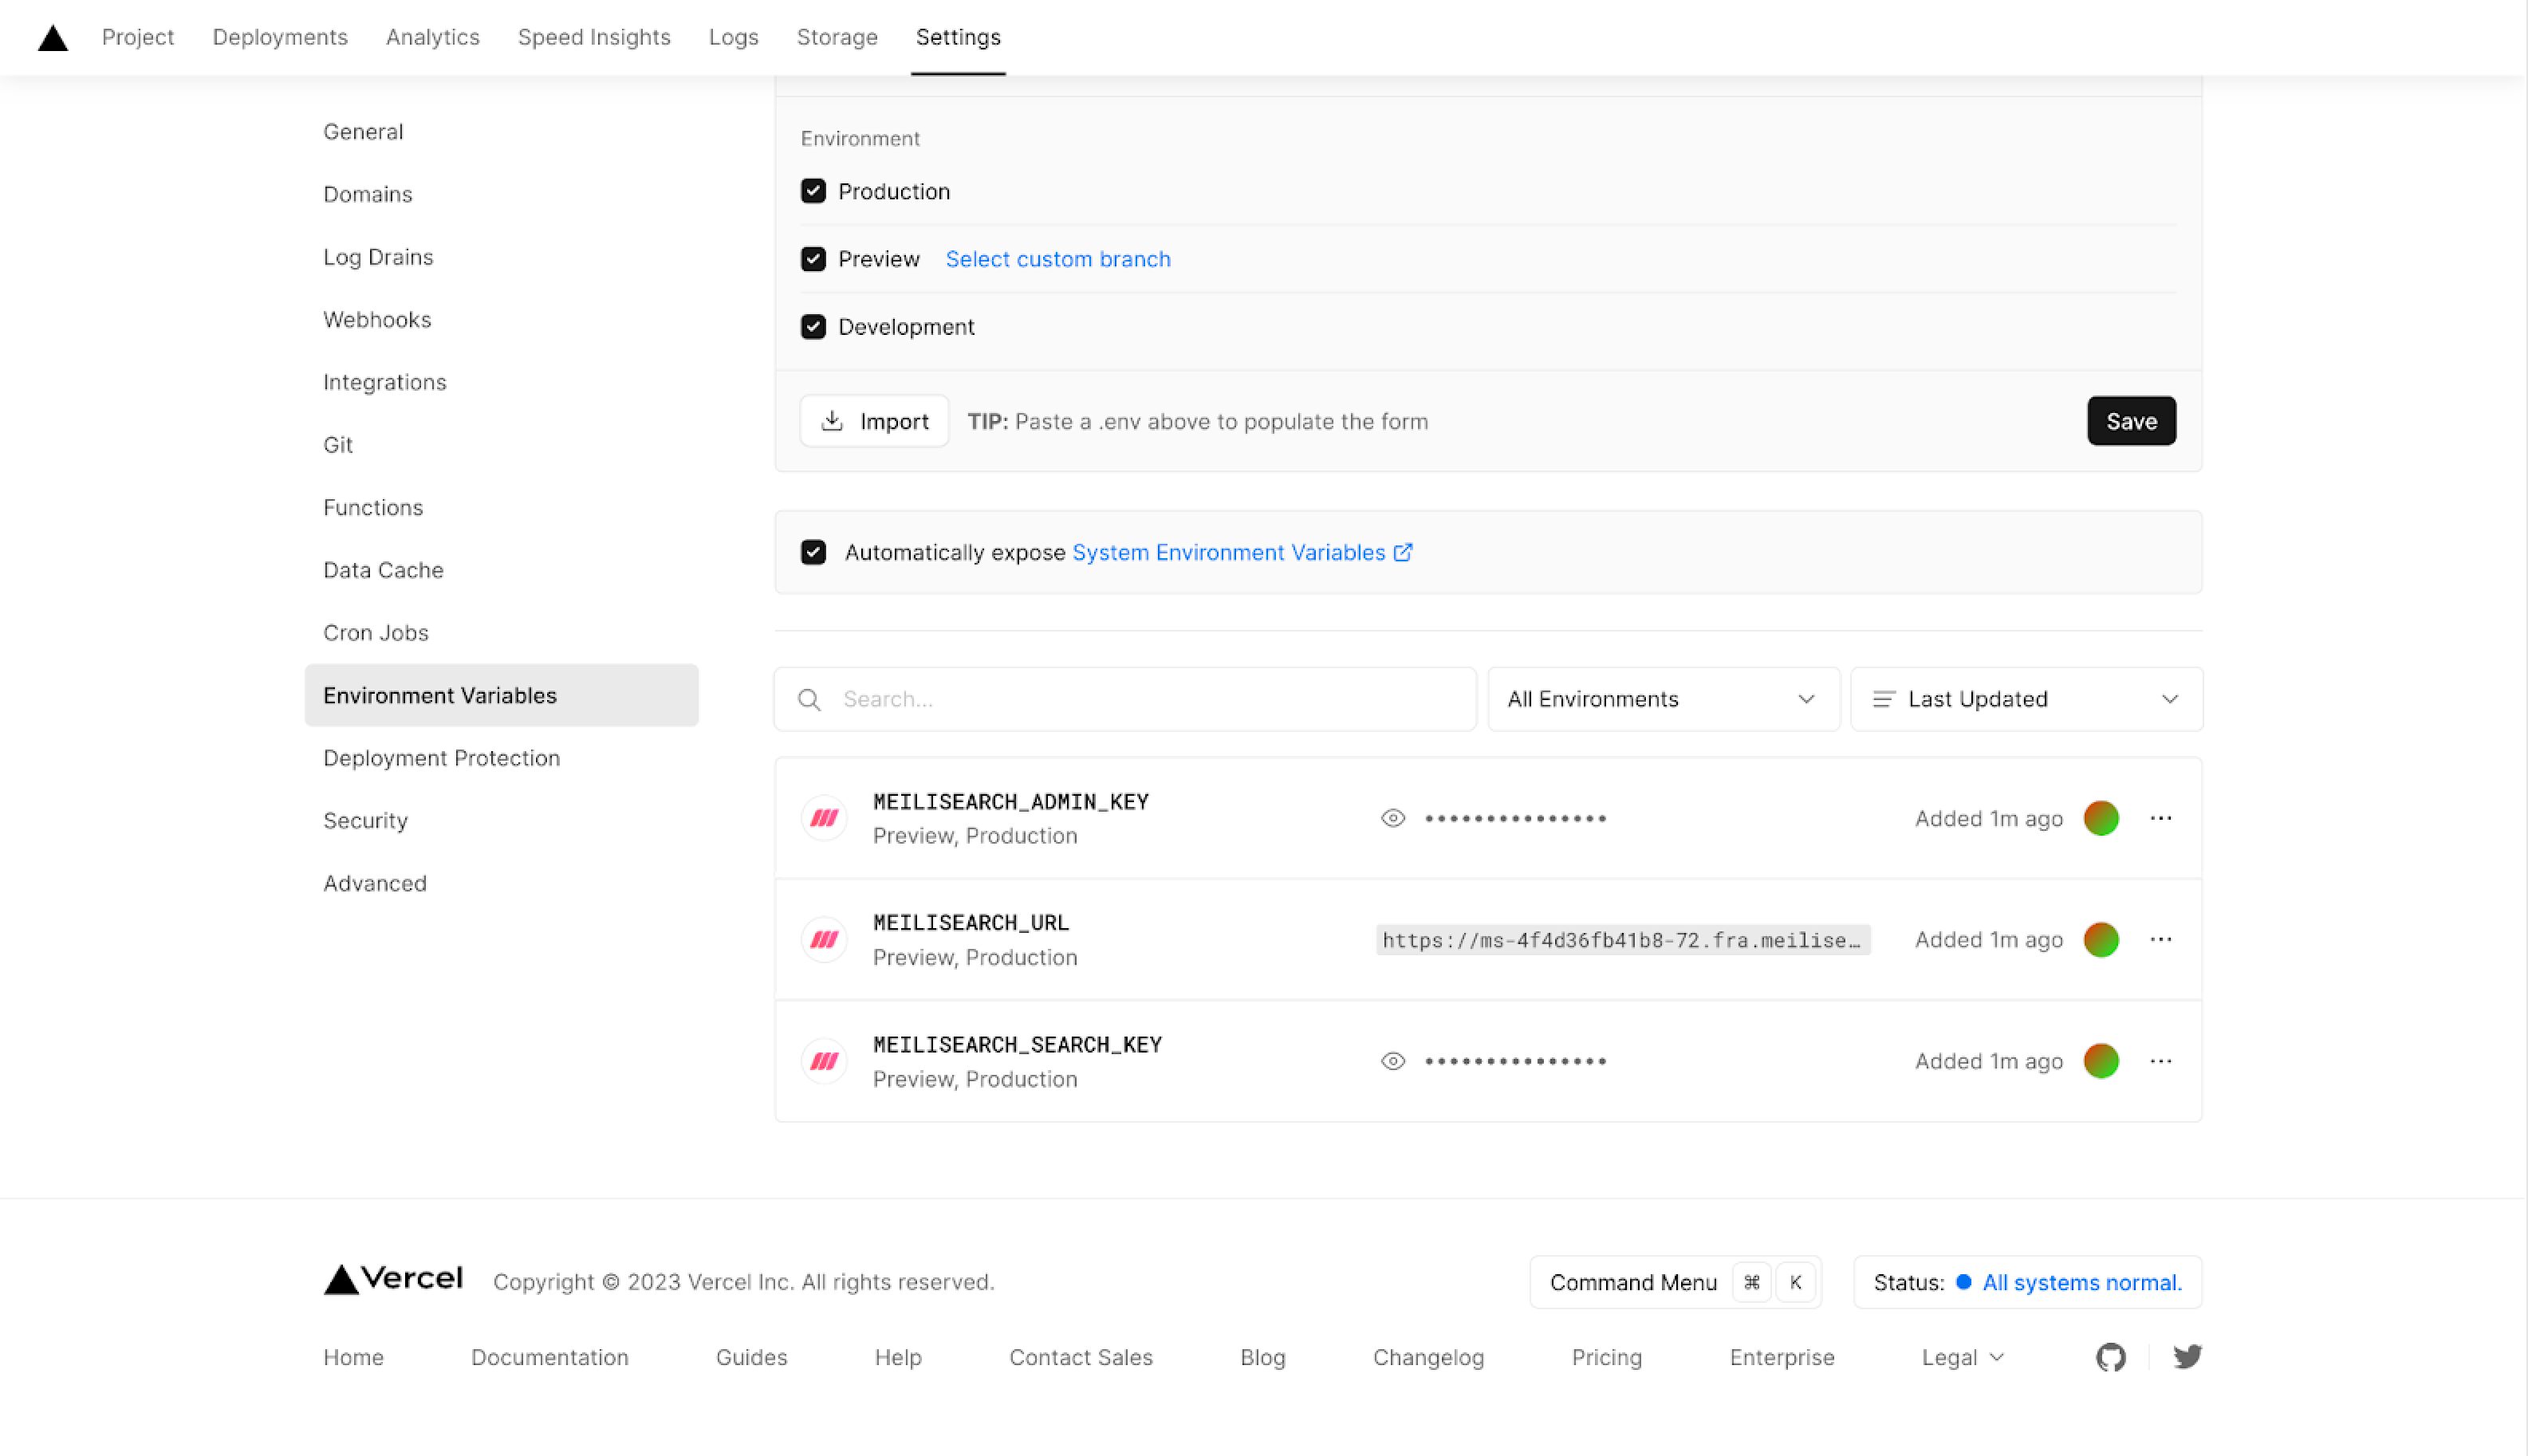 Project Deployments Analytics Speed Insights Logs Storage Settings
General
Domains
Log Drains
Webhooks
Integrations
Git
Functions
Data Cache
Cron Jobs
Environment Variables
Deployment Protection
Security
Advanced
Environment
Production
Preview Select custom branch
Development
Import TIP: Paste a .env above to populate the form Save
Automatically expose System Environment Variables
Search... All Environments Last Updated
MEILISEARCH_ADMIN_KEY
Preview, Production
•••••••••••••••
Added 1m ago
MEILISEARCH_URL
Preview, Production
https://ms-4f4d36fb41b8-72.fra.meilise…
Added 1m ago
MEILISEARCH_SEARCH_KEY
Preview, Production
•••••••••••••••
Added 1m ago
Vercel Copyright © 2023 Vercel Inc. All rights reserved. Command Menu ⌘ K Status: All systems normal.
Home Documentation Guides Help Contact Sales Blog Changelog Pricing Enterprise Legal